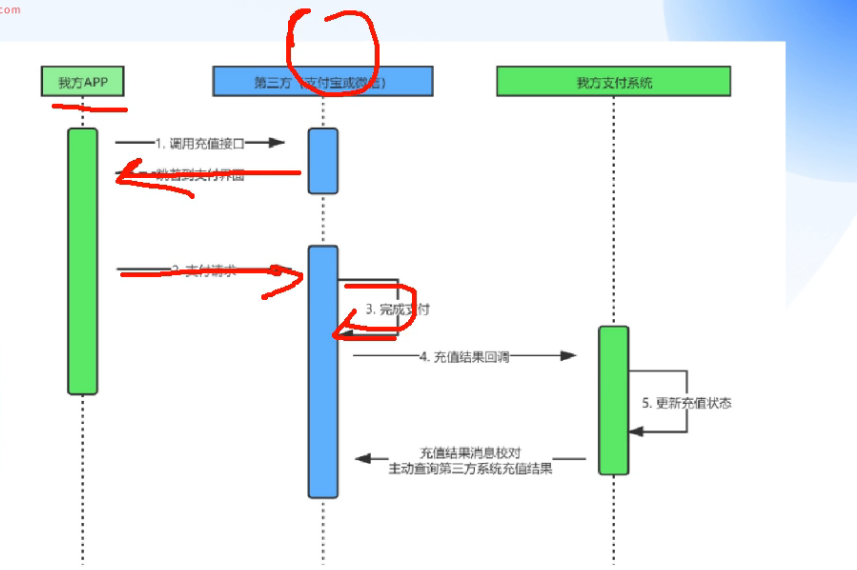 com
我方APP
第三方（支付宝或微信）
我方支付系统
1. 调用充值接口
跳普到支付界面
2. 支付请求
3. 完成支付
4. 充值结果回调
5. 更新充值状态
充值结果消息校对
主动查询第三方系统充值结果